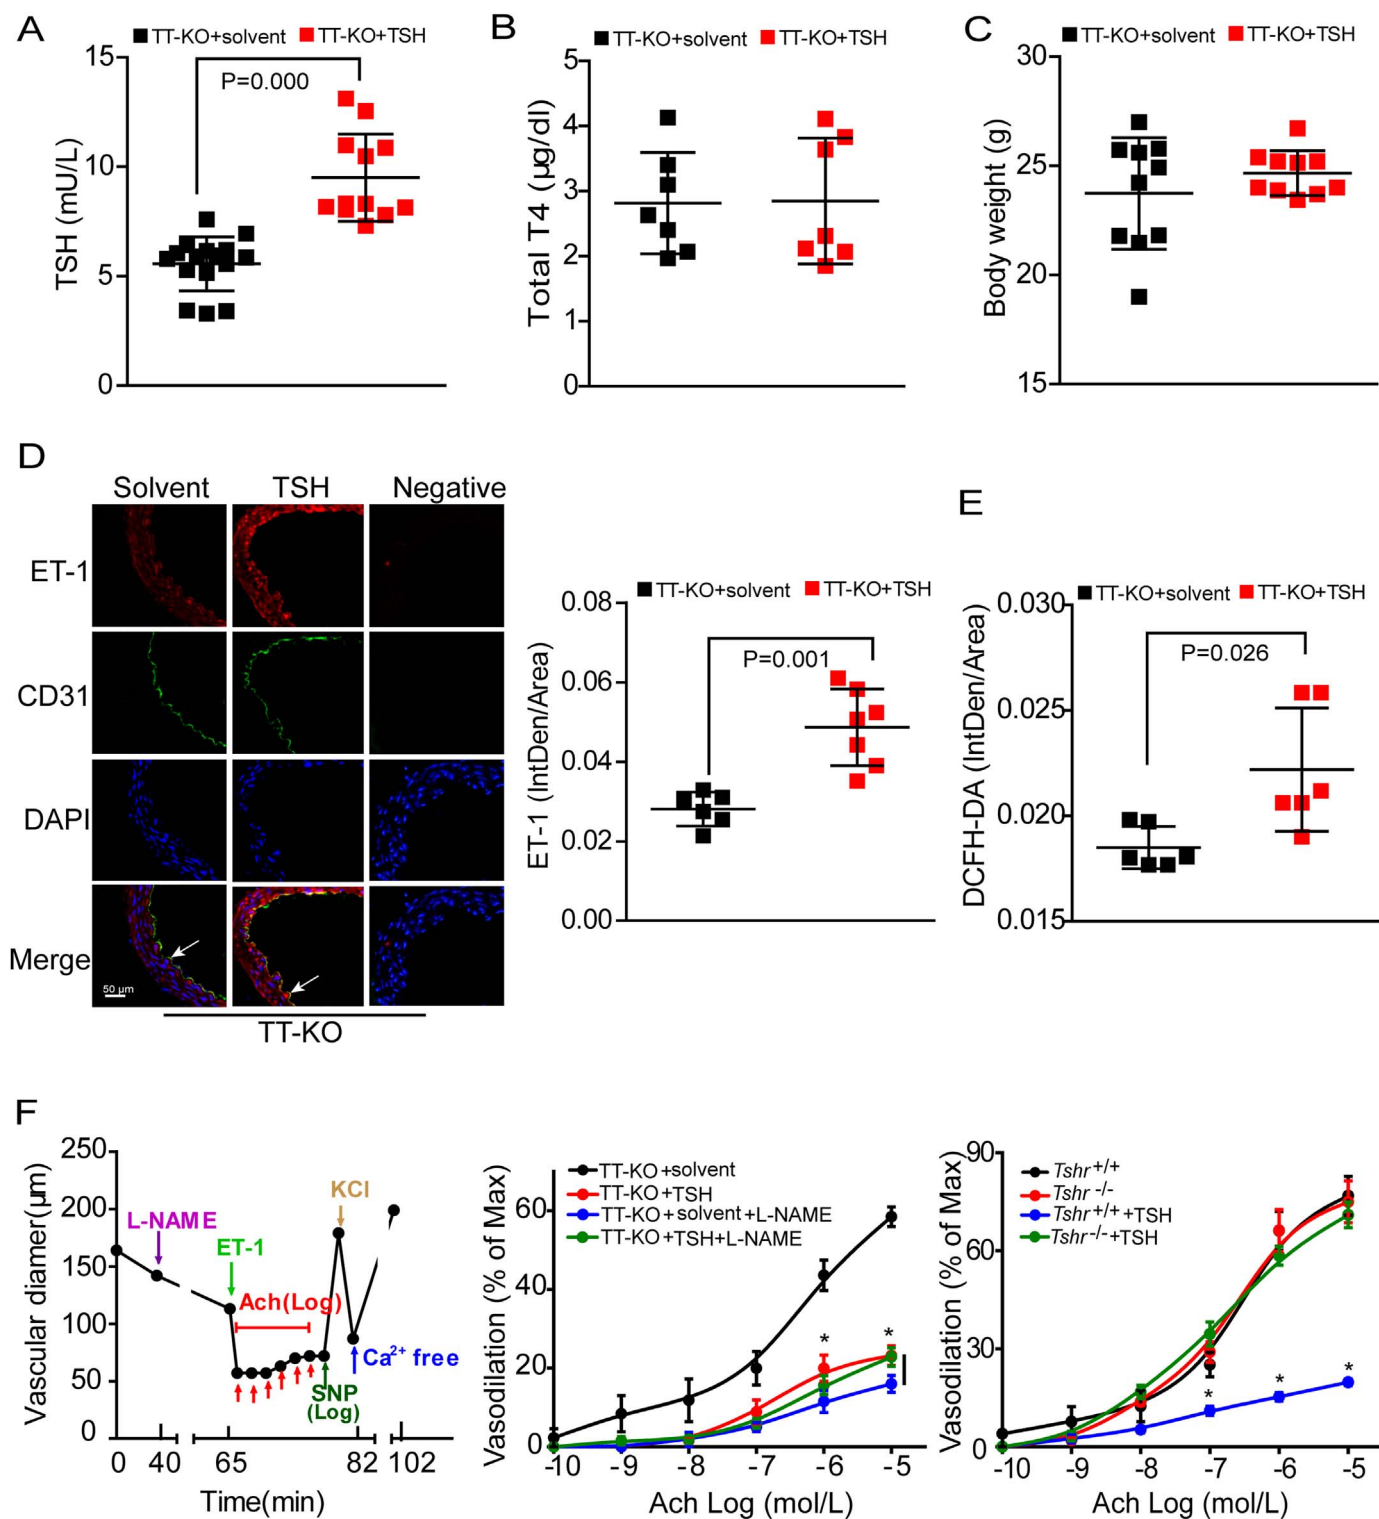 A
TT-KO+solvent TT-KO+TSH
P=0.000
TSH (mU/L)
15
10
5
0
B
TT-KO+solvent TT-KO+TSH
Total T4 (µg/dl)
5
4
3
2
1
0
C
TT-KO+solvent TT-KO+TSH
Body weight (g)
30
25
20
15
D
Solvent TSH Negative
ET-1
CD31
DAPI
Merge
50 µm
TT-KO
TT-KO+solvent TT-KO+TSH
P=0.001
ET-1 (IntDen/Area)
0.08
0.06
0.04
0.02
0.00
E
TT-KO+solvent TT-KO+TSH
P=0.026
DCFH-DA (IntDen/Area)
0.030
0.025
0.020
0.015
F
Vascular diameter(µm)
250
200
150
100
50
0
L-NAME
ET-1
Ach(Log)
KCl
SNP
(Log)
Ca²⁺ free
0 40 65 82 102
Time(min)
Vasodilation (% of Max)
60
40
20
0
TT-KO+solvent
TT-KO+TSH
TT-KO+solvent+L-NAME
TT-KO+TSH+L-NAME
* *
-10 -9 -8 -7 -6 -5
Ach Log (mol/L)
Vasodilation (% of Max)
90
60
30
0
Tshr+/+
Tshr-/-
Tshr+/++TSH
Tshr-/-+TSH
* * *
-10 -9 -8 -7 -6 -5
Ach Log (mol/L)